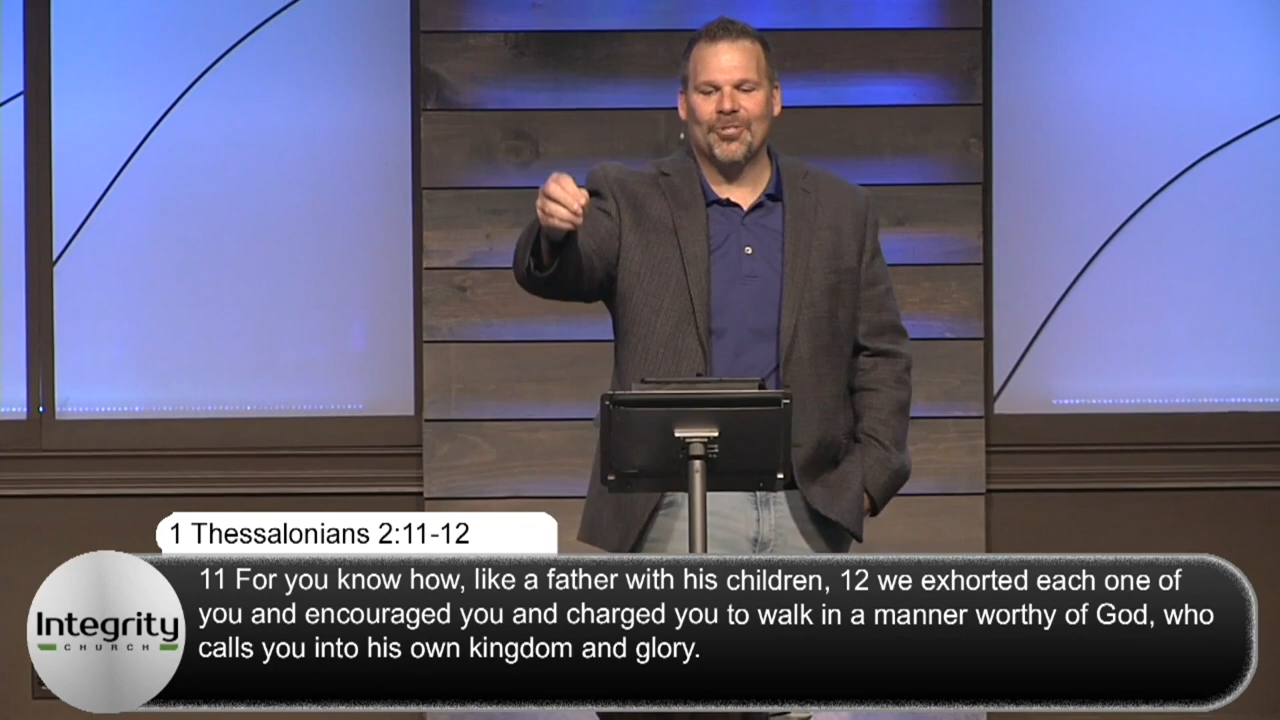 1 Thessalonians 2:11-12
11 For you know how, like a father with his children, 12 we exhorted each one of
you and encouraged you and charged you to walk in a manner worthy of God, who
calls you into his own kingdom and glory.
Integrity
CHURCH